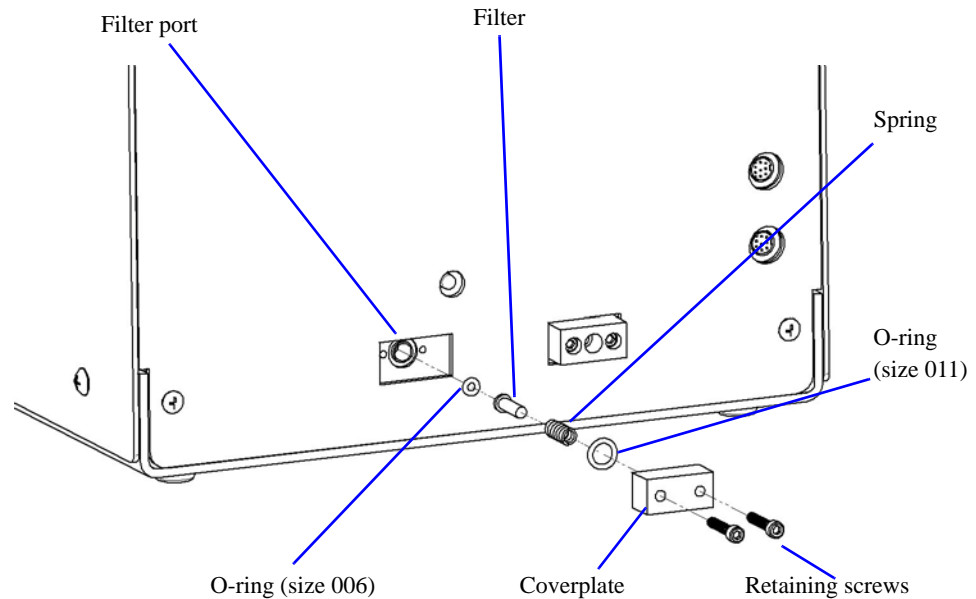 Filter port
Filter
Spring
O-ring
(size 011)
O-ring (size 006)
Coverplate
Retaining screws